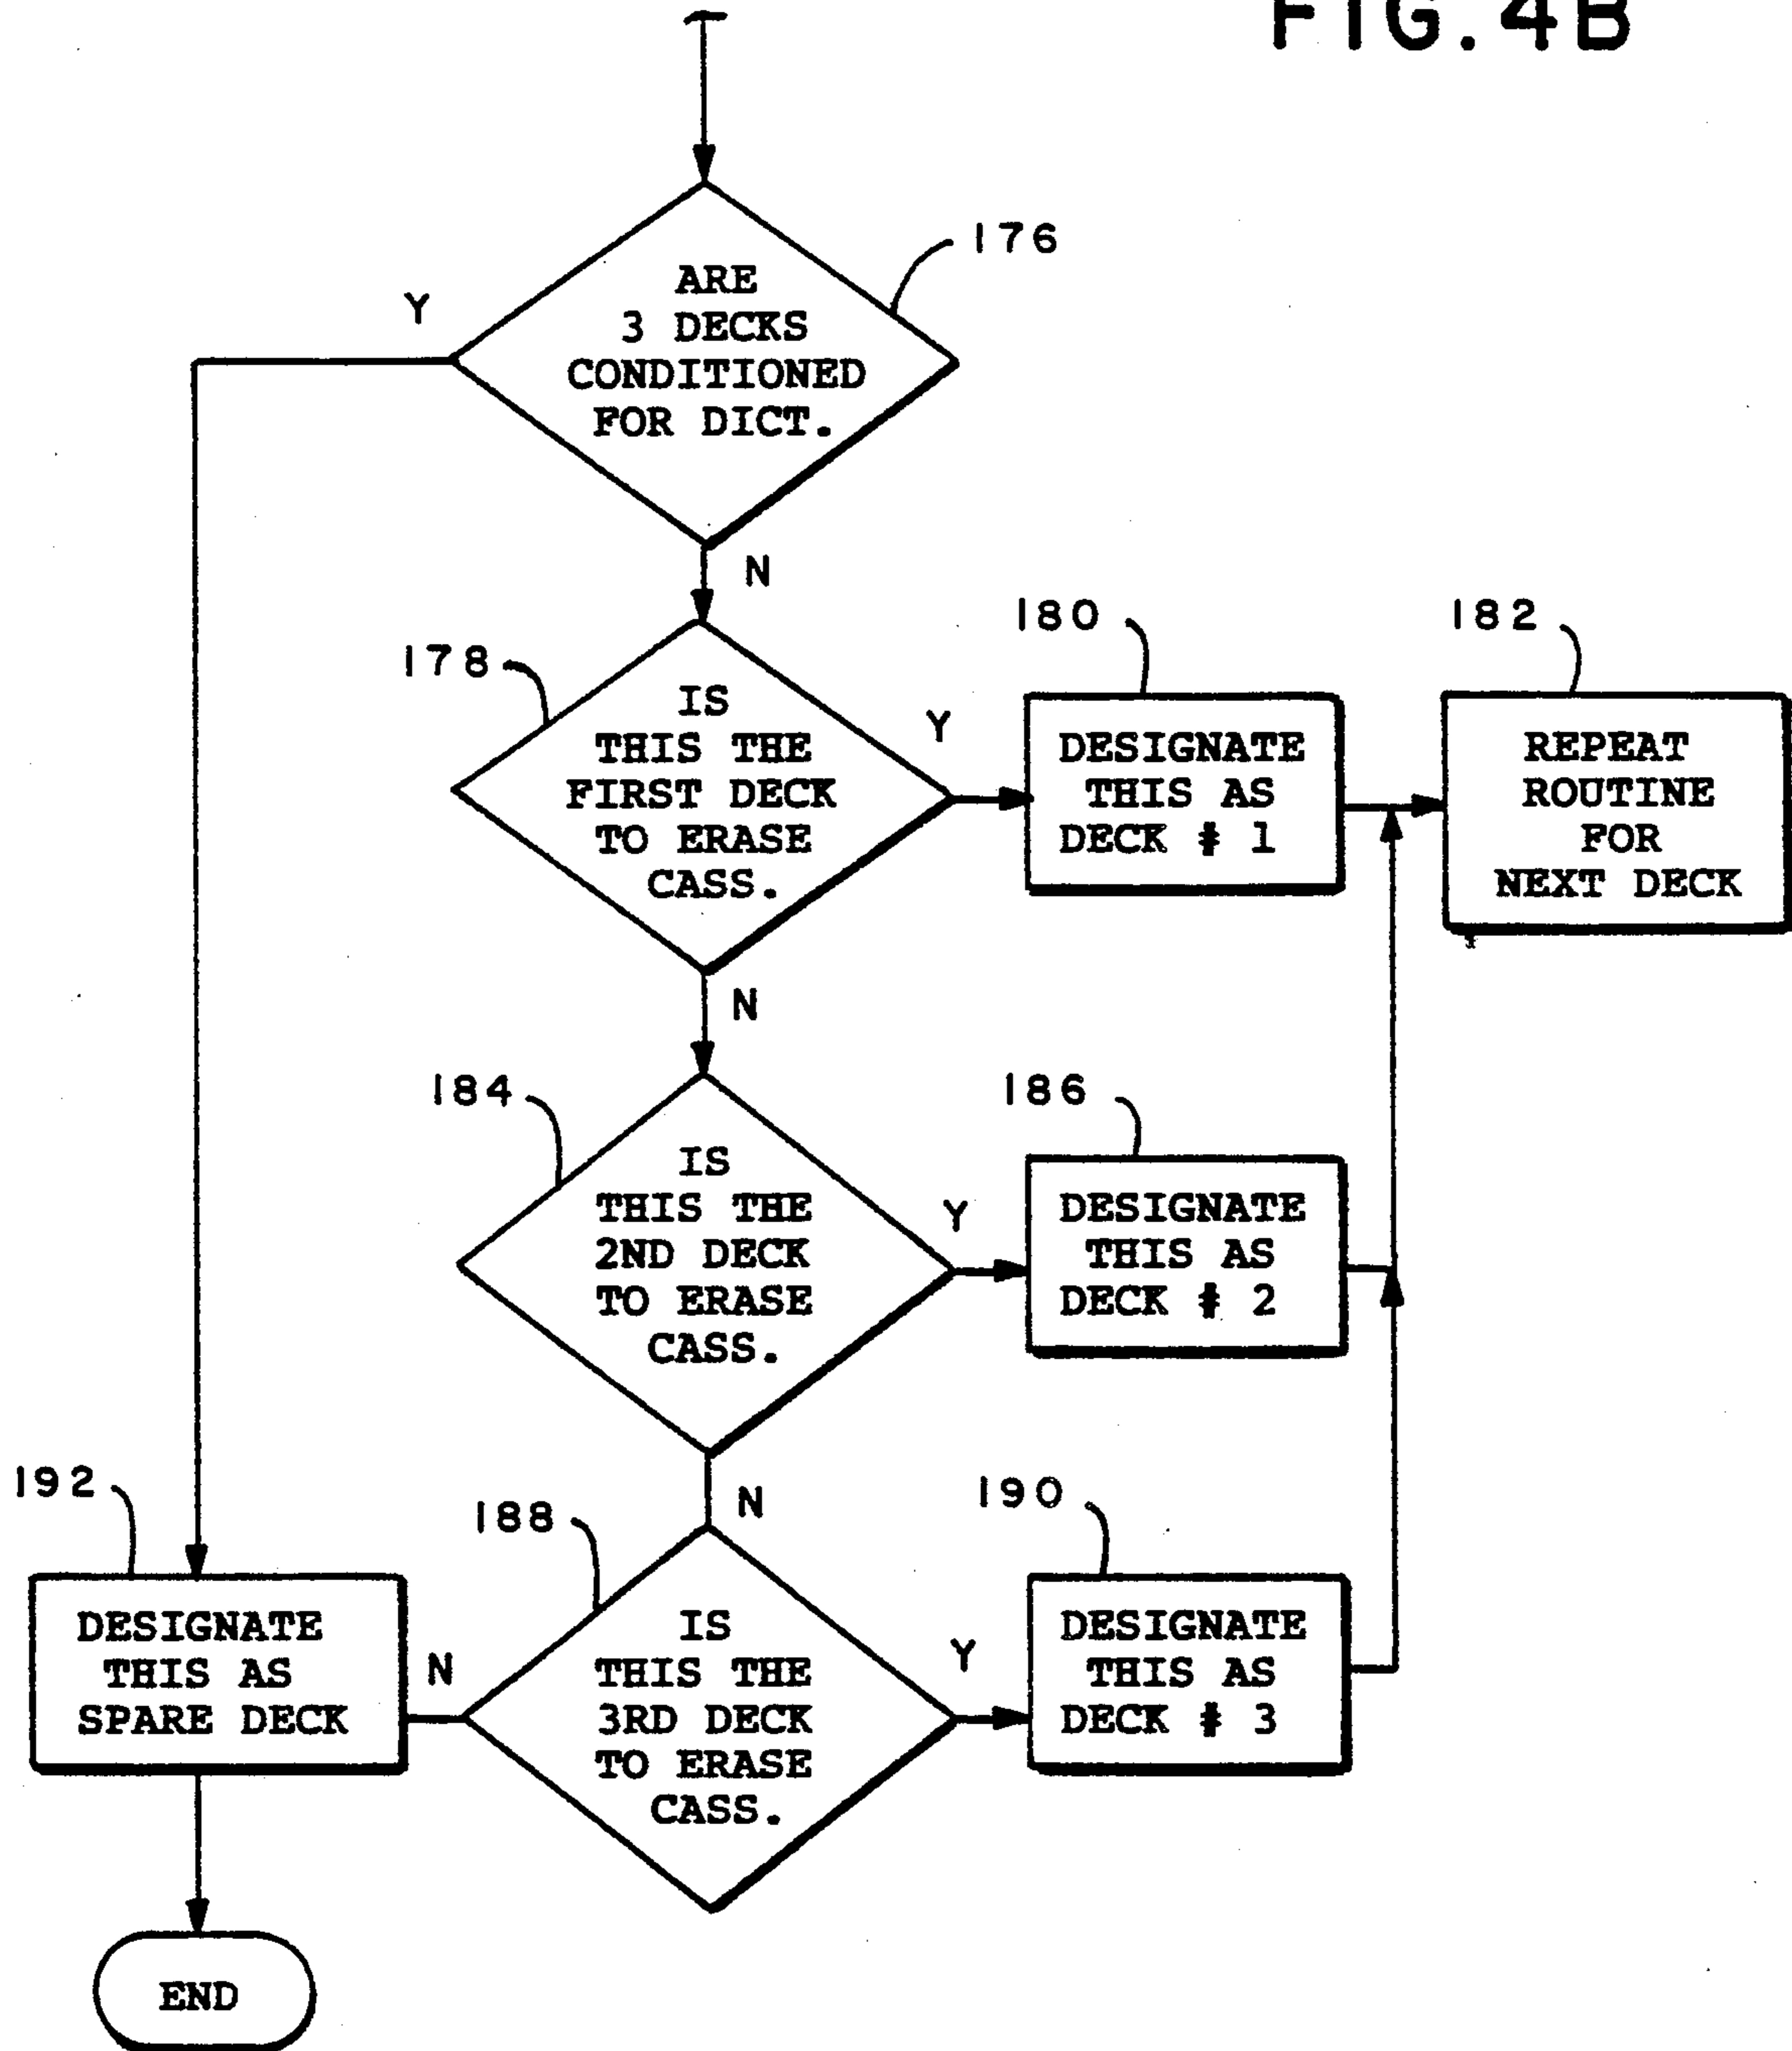 FIG.4B
176
ARE
3 DECKS
CONDITIONED
FOR DICT.
Y
N
178
IS
THIS THE
FIRST DECK
TO ERASE
CASS.
Y
N
180
DESIGNATE
THIS AS
DECK # 1
182
REPEAT
ROUTINE
FOR
NEXT DECK
184
IS
THIS THE
2ND DECK
TO ERASE
CASS.
Y
N
186
DESIGNATE
THIS AS
DECK # 2
188
IS
THIS THE
3RD DECK
TO ERASE
CASS.
Y
N
190
DESIGNATE
THIS AS
DECK # 3
192
DESIGNATE
THIS AS
SPARE DECK
END